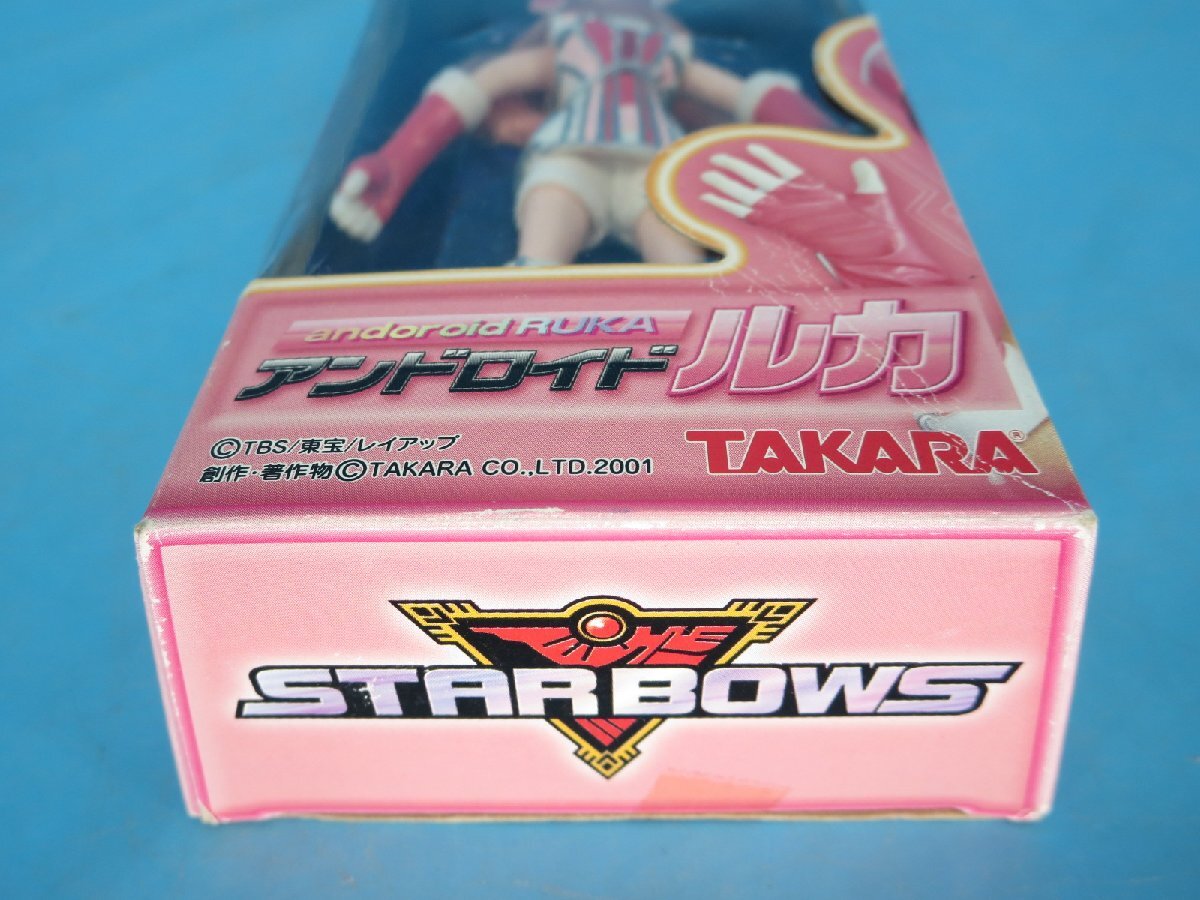 andoroid RUKA
アンドロイドルカ
©TBS/東宝/レイアップ
創作・著作物©TAKARA CO.,LTD.2001
TAKARA®
STARBOWS